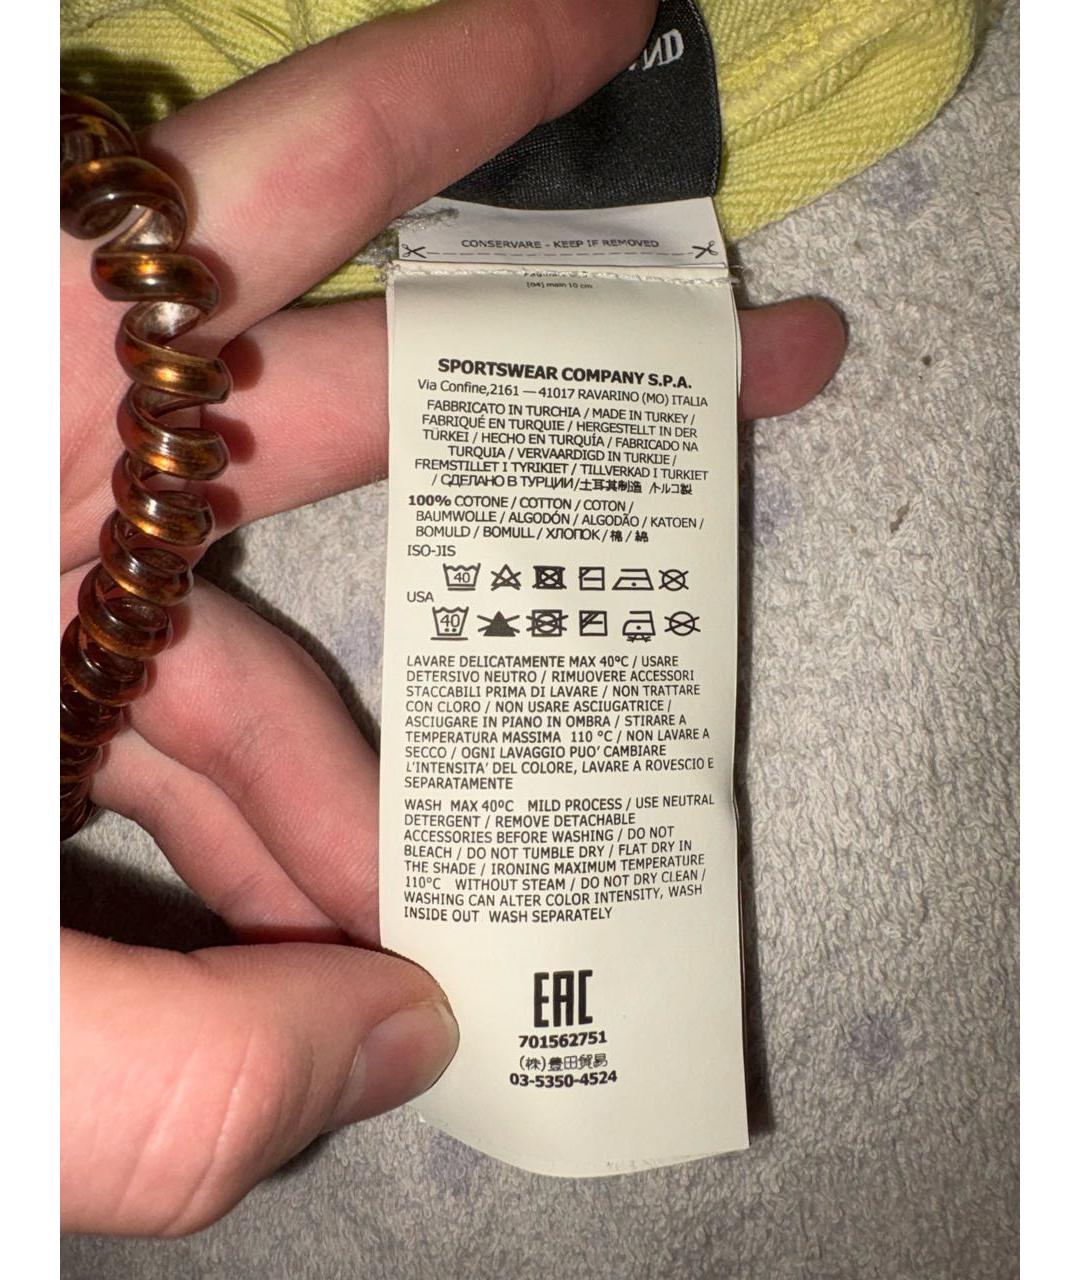 CONSERVARE - KEEP IF REMOVED
[04] main 10 cm
SPORTSWEAR COMPANY S.P.A.
Via Confine,2161 — 41017 RAVARINO (MO) ITALIA
FABBRICATO IN TURCHIA / MADE IN TURKEY /
FABRIQUÉ EN TURQUIE / HERGESTELLT IN DER
TÜRKEI / HECHO EN TURQUÍA / FABRICADO NA
TURQUIA / VERVAARDIGD IN TURKIJE /
FREMSTILLET I TYRKIET / TILLVERKAD I TURKIET
/ СДЕЛАНО В ТУРЦИИ/土耳其制造 /トルコ製
100% COTONE / COTTON / COTON /
BAUMWOLLE / ALGODÓN / ALGODÃO / KATOEN /
BOMULD / BOMULL / ХЛОПОК / 棉 / 綿
ISO-JIS
40
USA
40
LAVARE DELICATAMENTE MAX 40°C / USARE
DETERSIVO NEUTRO / RIMUOVERE ACCESSORI
STACCABILI PRIMA DI LAVARE / NON TRATTARE
CON CLORO / NON USARE ASCIUGATRICE /
ASCIUGARE IN PIANO IN OMBRA / STIRARE A
TEMPERATURA MASSIMA 110 °C / NON LAVARE A
SECCO / OGNI LAVAGGIO PUO' CAMBIARE
L'INTENSITA' DEL COLORE, LAVARE A ROVESCIO E
SEPARATAMENTE
WASH MAX 40ºC MILD PROCESS / USE NEUTRAL
DETERGENT / REMOVE DETACHABLE
ACCESSORIES BEFORE WASHING / DO NOT
BLEACH / DO NOT TUMBLE DRY / FLAT DRY IN
THE SHADE / IRONING MAXIMUM TEMPERATURE
110°C WITHOUT STEAM / DO NOT DRY CLEAN /
WASHING CAN ALTER COLOR INTENSITY, WASH
INSIDE OUT WASH SEPARATELY
EAC
701562751
(株)豊田貿易
03-5350-4524